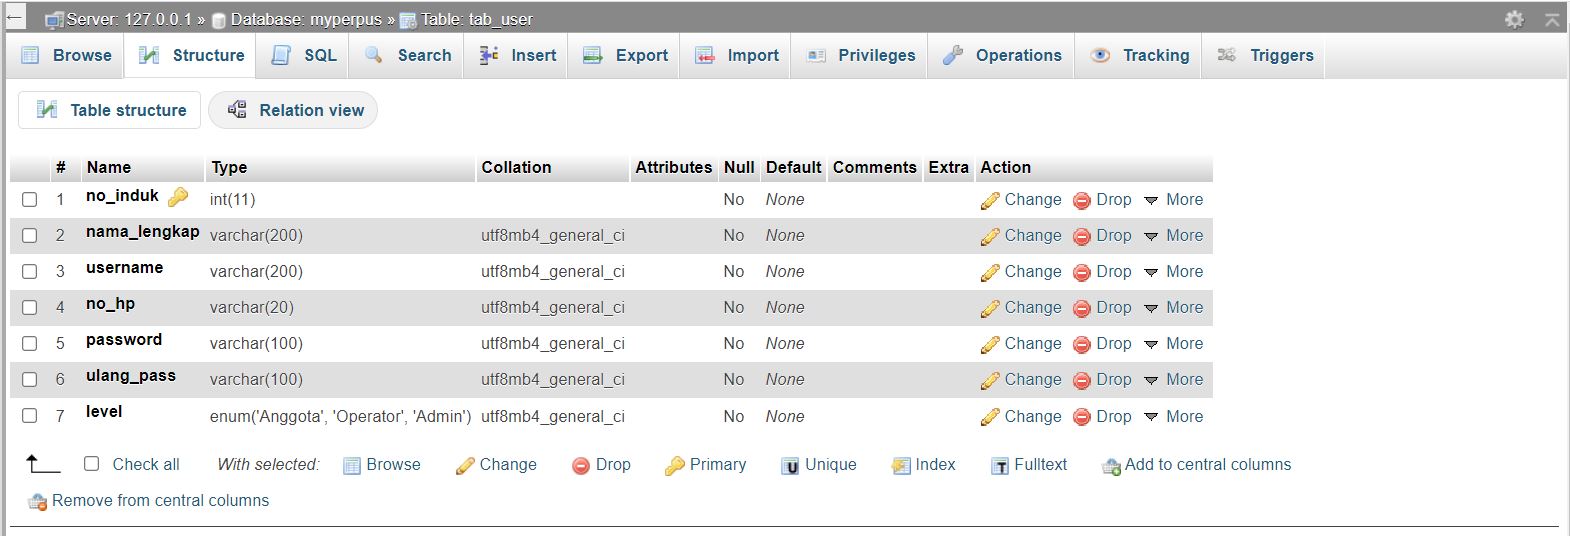 Server: 127.0.0.1 » Database: myperpus » Table: tab_user
Browse Structure SQL Search Insert Export Import Privileges Operations Tracking Triggers
Table structure Relation view
# Name Type Collation Attributes Null Default Comments Extra Action
1 no_induk int(11) No None Change Drop More
2 nama_lengkap varchar(200) utf8mb4_general_ci No None Change Drop More
3 username varchar(200) utf8mb4_general_ci No None Change Drop More
4 no_hp varchar(20) utf8mb4_general_ci No None Change Drop More
5 password varchar(100) utf8mb4_general_ci No None Change Drop More
6 ulang_pass varchar(100) utf8mb4_general_ci No None Change Drop More
7 level enum('Anggota', 'Operator', 'Admin') utf8mb4_general_ci No None Change Drop More
Check all With selected: Browse Change Drop Primary Unique Index Fulltext Add to central columns
Remove from central columns